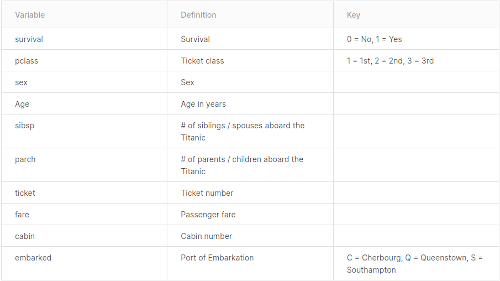 Variable Definition Key
survival Survival 0 = No, 1 = Yes
pclass Ticket class 1 = 1st, 2 = 2nd, 3 = 3rd
sex Sex
Age Age in years
sibsp # of siblings / spouses aboard the
Titanic
parch # of parents / children aboard the
Titanic
ticket Ticket number
fare Passenger fare
cabin Cabin number
embarked Port of Embarkation C = Cherbourg, Q = Queenstown, S =
Southampton